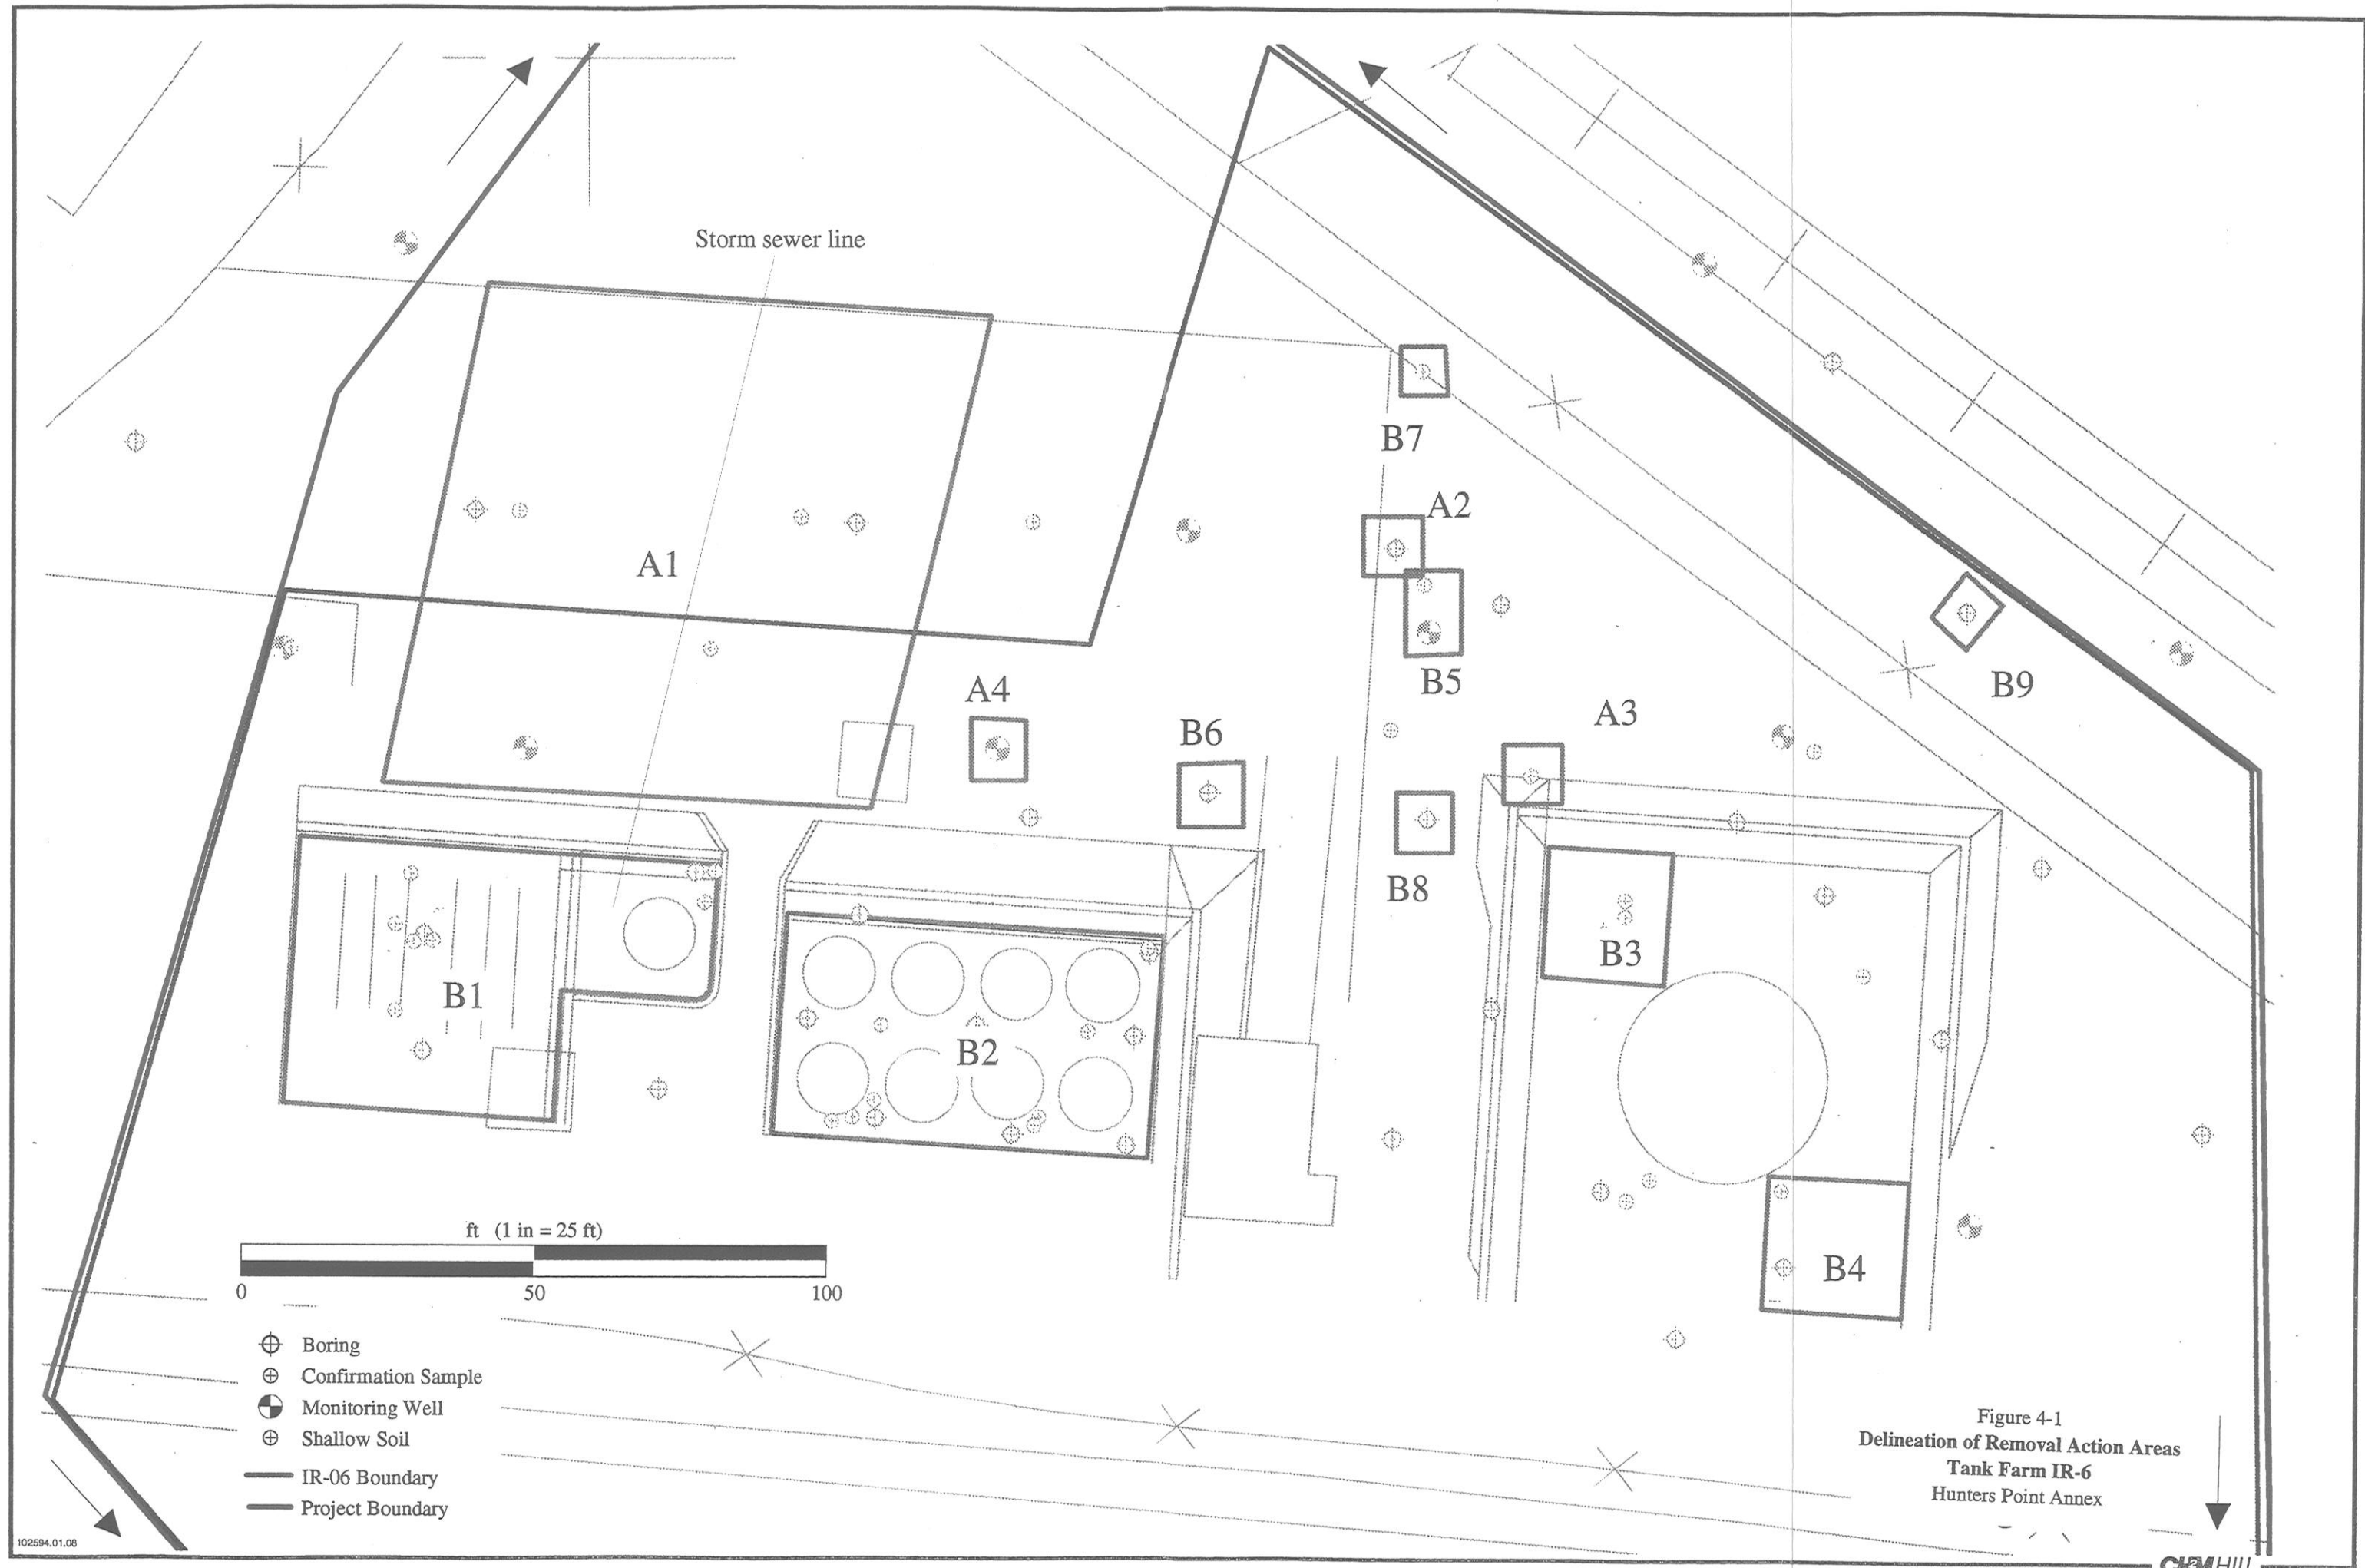 Storm sewer line
B7
A2
A1
B5
B9
A4
A3
B6
B8
B3
B1
B2
B4
ft (1 in = 25 ft)
0 50 100
Boring
Confirmation Sample
Monitoring Well
Shallow Soil
IR-06 Boundary
Project Boundary
Figure 4-1
Delineation of Removal Action Areas
Tank Farm IR-6
Hunters Point Annex
102594.01.08
CH2M HILL